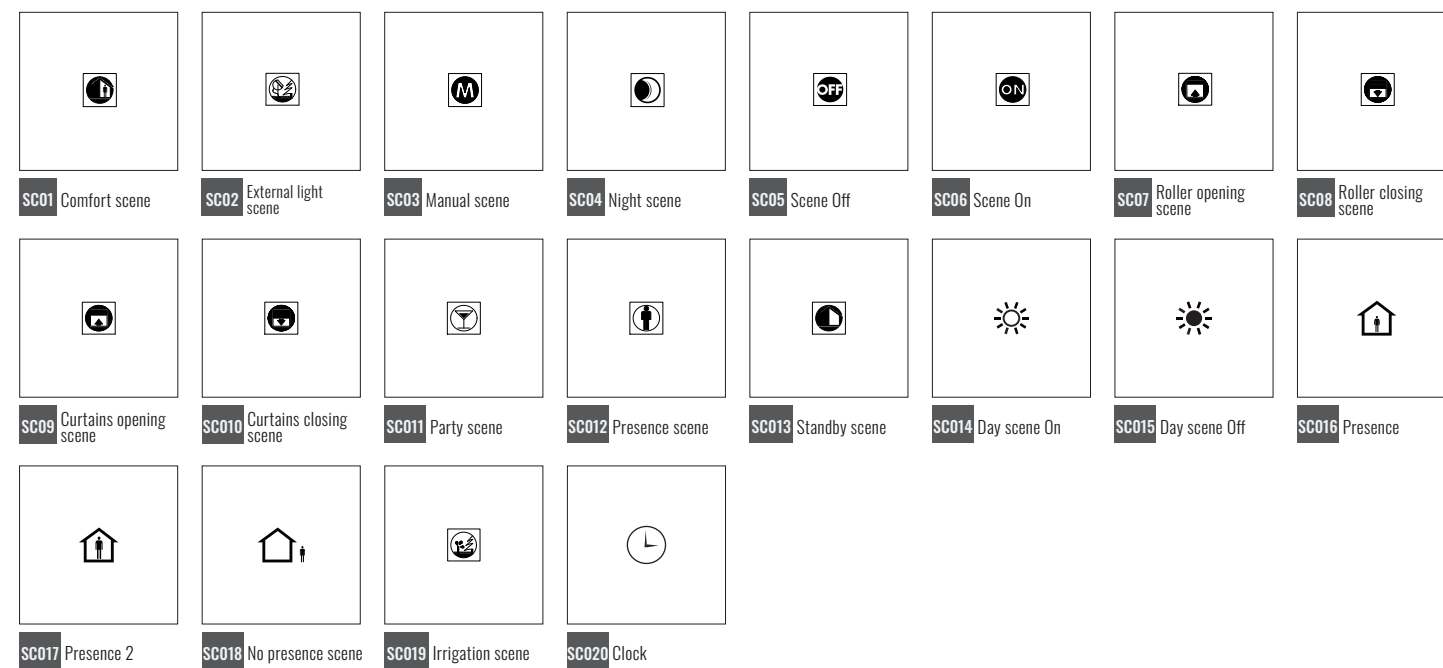 M
OFF
ON
SC01 Comfort scene
SC02 External light
scene
SC03 Manual scene
SC04 Night scene
SC05 Scene Off
SC06 Scene On
SC07 Roller opening
scene
SC08 Roller closing
scene
SC09 Curtains opening
scene
SC010 Curtains closing
scene
SC011 Party scene
SC012 Presence scene
SC013 Standby scene
SC014 Day scene On
SC015 Day scene Off
SC016 Presence
SC017 Presence 2
SC018 No presence scene
SC019 Irrigation scene
SC020 Clock